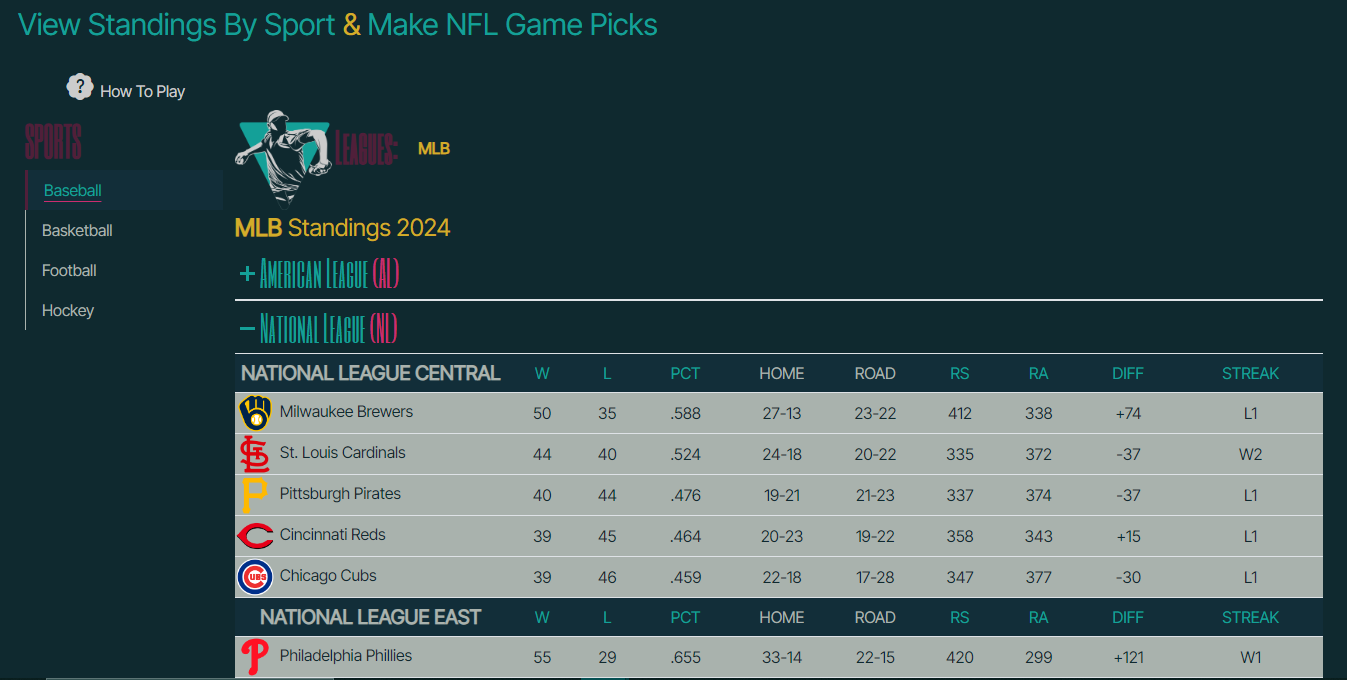 View Standings By Sport & Make NFL Game Picks
? How To Play
SPORTS
Baseball
Basketball
Football
Hockey
LEAGUES: MLB
MLB Standings 2024
+ AMERICAN LEAGUE (AL)
− NATIONAL LEAGUE (NL)
NATIONAL LEAGUE CENTRAL W L PCT HOME ROAD RS RA DIFF STREAK
Milwaukee Brewers 50 35 .588 27-13 23-22 412 338 +74 L1
St. Louis Cardinals 44 40 .524 24-18 20-22 335 372 -37 W2
P Pittsburgh Pirates 40 44 .476 19-21 21-23 337 374 -37 L1
C Cincinnati Reds 39 45 .464 20-23 19-22 358 343 +15 L1
CUBS Chicago Cubs 39 46 .459 22-18 17-28 347 377 -30 L1
NATIONAL LEAGUE EAST W L PCT HOME ROAD RS RA DIFF STREAK
P Philadelphia Phillies 55 29 .655 33-14 22-15 420 299 +121 W1